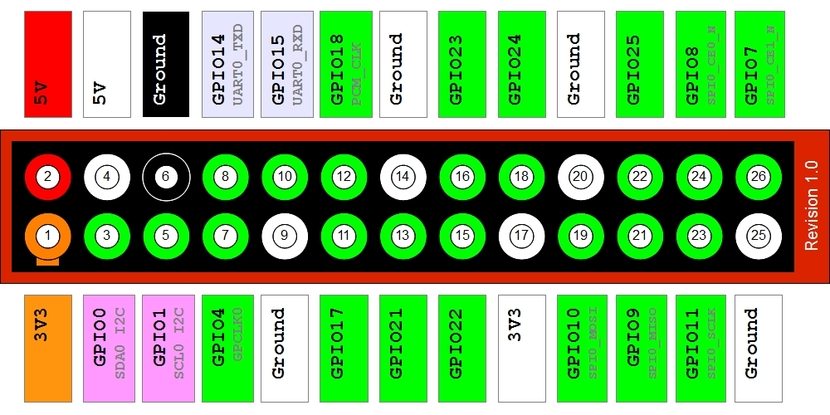 5V
5V
Ground
GPIO14
UART0_TXD
GPIO15
UART0_RXD
GPIO18
PCM_CLK
Ground
GPIO23
GPIO24
Ground
GPIO25
GPIO8
SPI0_CE0_N
GPIO7
SPI0_CE1_N
2 4 6 8 10 12 14 16 18 20 22 24 26
1 3 5 7 9 11 13 15 17 19 21 23 25
Revision 1.0
3V3
GPIO0
SDA0 I2C
GPIO1
SCL0 I2C
GPIO4
GPCLK0
Ground
GPIO17
GPIO21
GPIO22
3V3
GPIO10
SPI0_MOSI
GPIO9
SPI0_MISO
GPIO11
SPI0_SCLK
Ground